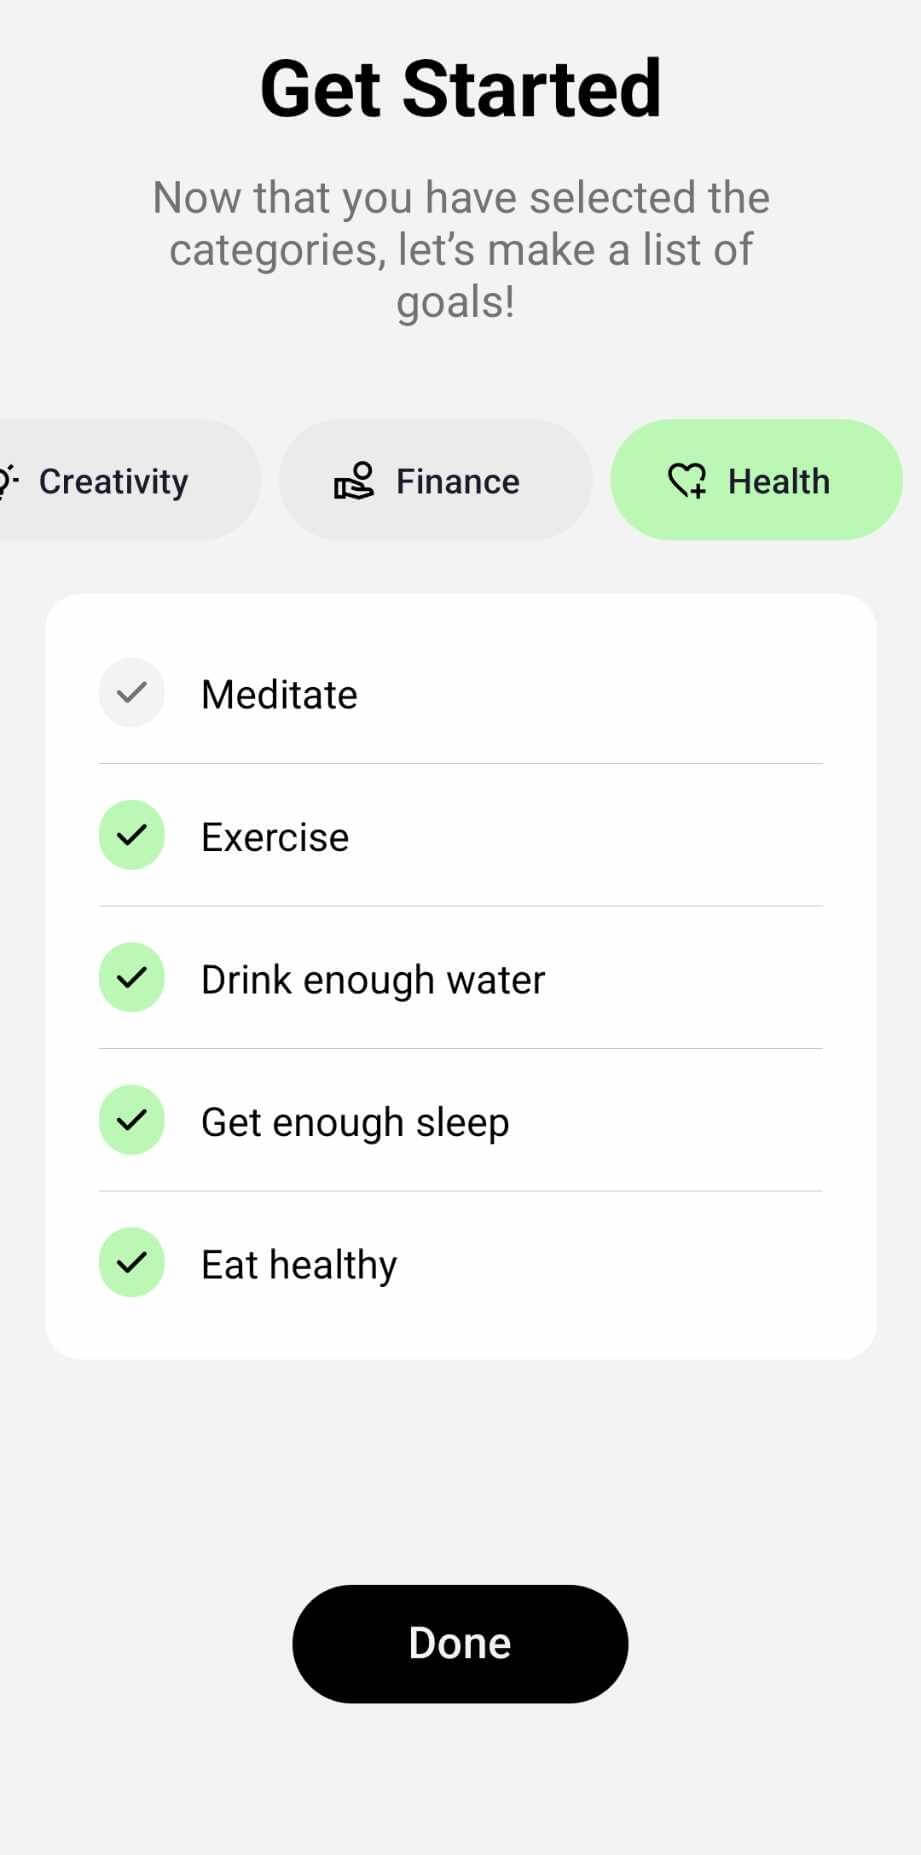 Get Started
Now that you have selected the
categories, let’s make a list of
goals!
Creativity
Finance
Health
Meditate
Exercise
Drink enough water
Get enough sleep
Eat healthy
Done